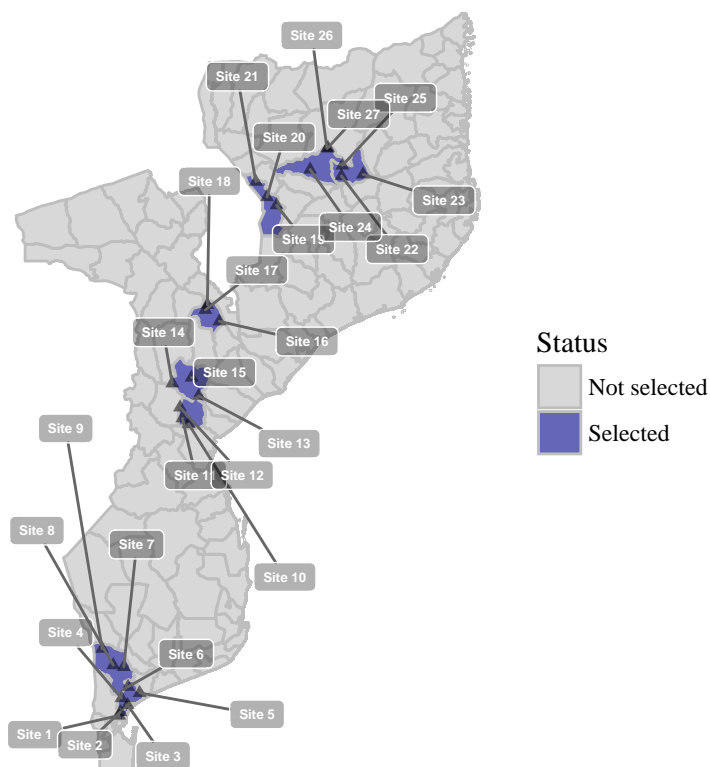 Site 26
Site 21
Site 25
Site 27
Site 20
Site 18
Site 23
Site 24
Site 19
Site 22
Site 17
Site 14
Site 16
Site 15
Site 9
Site 13
Site 11
Site 12
Site 8
Site 7
Site 10
Site 4
Site 6
Site 5
Site 1
Site 2
Site 3
Status
Not selected
Selected